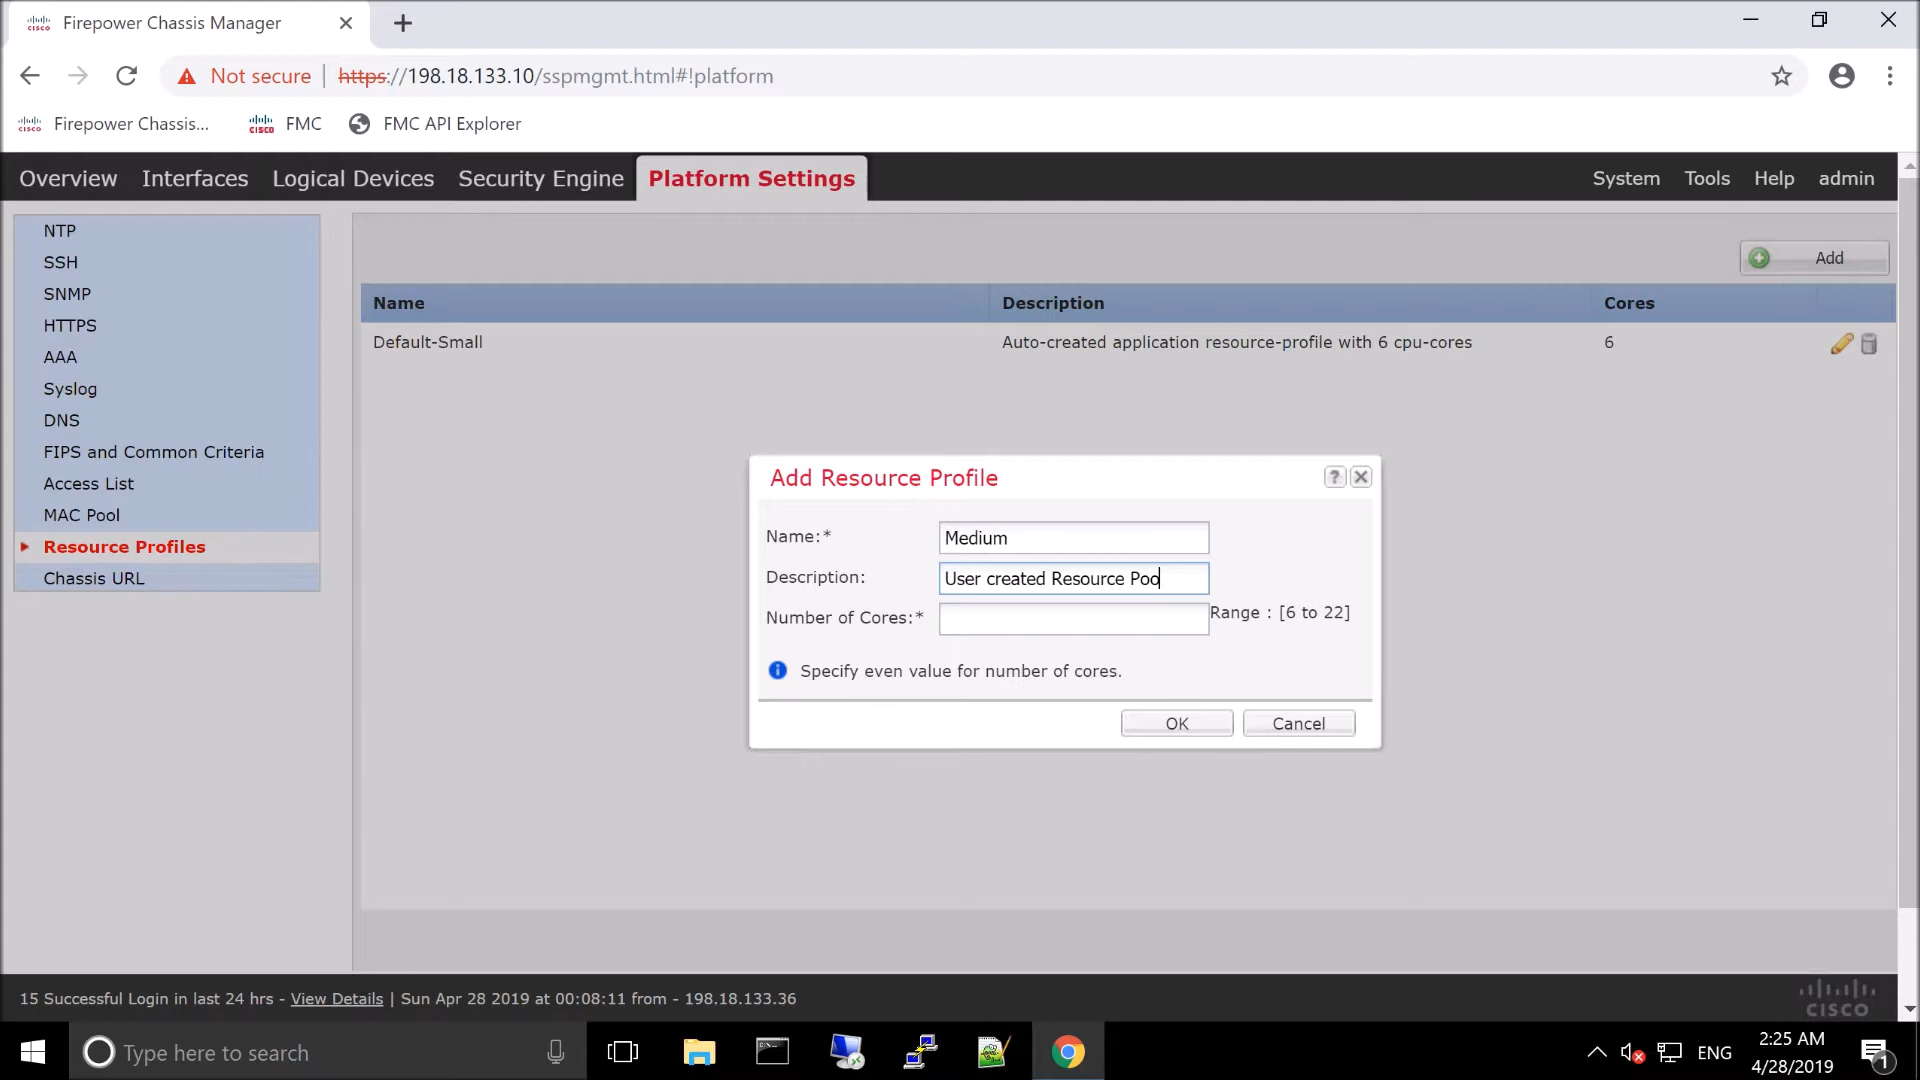 Firepower Chassis Manager
Not secure | https://198.18.133.10/sspmgmt.html#!platform
Firepower Chassis... FMC FMC API Explorer
Overview Interfaces Logical Devices Security Engine Platform Settings System Tools Help admin
NTP
SSH
SNMP
HTTPS
AAA
Syslog
DNS
FIPS and Common Criteria
Access List
MAC Pool
Resource Profiles
Chassis URL
Add
Name Description Cores
Default-Small Auto-created application resource-profile with 6 cpu-cores 6
Add Resource Profile
Name:* Medium
Description: User created Resource Poo
Number of Cores:* Range : [6 to 22]
Specify even value for number of cores.
OK Cancel
15 Successful Login in last 24 hrs - View Details | Sun Apr 28 2019 at 00:08:11 from - 198.18.133.36
CISCO
Type here to search
ENG
2:25 AM
4/28/2019
1